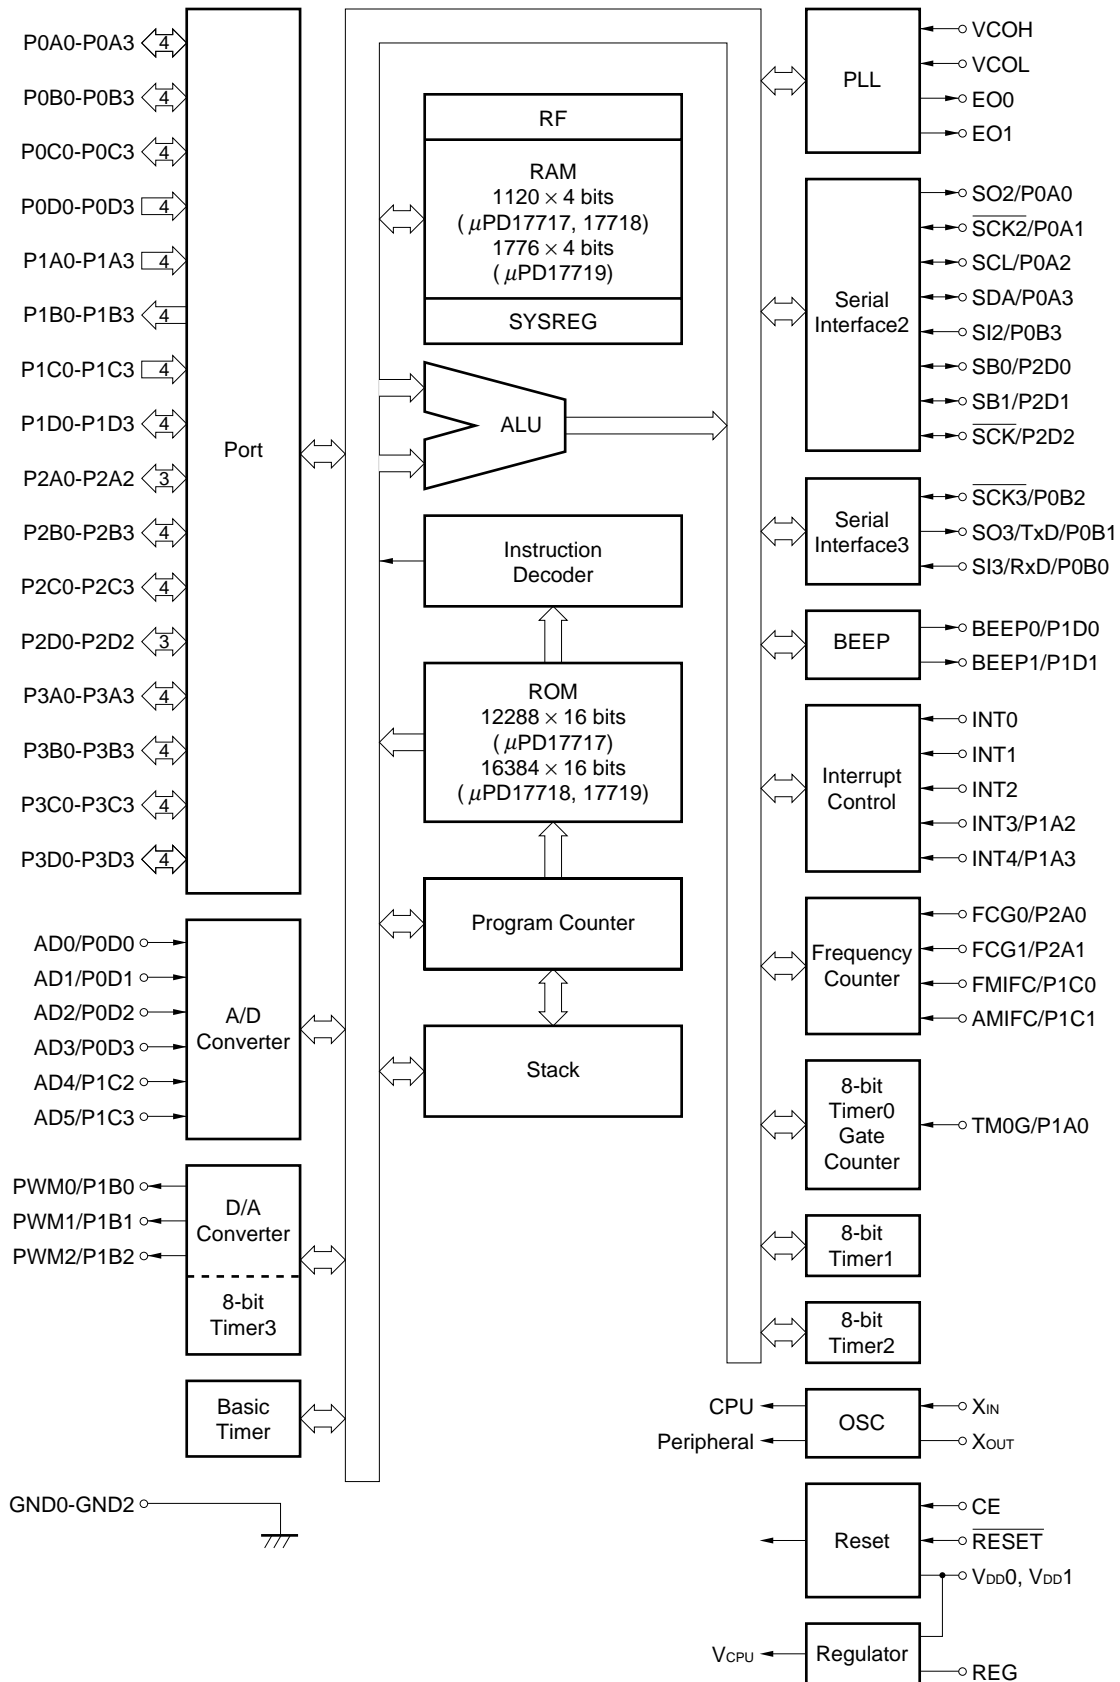 P0A0-P0A3
4
P0B0-P0B3
4
P0C0-P0C3
4
P0D0-P0D3
4
P1A0-P1A3
4
P1B0-P1B3
4
P1C0-P1C3
4
P1D0-P1D3
4
P2A0-P2A2
3
P2B0-P2B3
4
P2C0-P2C3
4
P2D0-P2D2
3
P3A0-P3A3
4
P3B0-P3B3
4
P3C0-P3C3
4
P3D0-P3D3
4
Port
AD0/P0D0
AD1/P0D1
AD2/P0D2
AD3/P0D3
AD4/P1C2
AD5/P1C3
A/D
Converter
PWM0/P1B0
PWM1/P1B1
PWM2/P1B2
D/A
Converter
8-bit
Timer3
Basic
Timer
GND0-GND2
RF
RAM
1120 × 4 bits
(μPD17717, 17718)
1776 × 4 bits
(μPD17719)
SYSREG
ALU
Instruction
Decoder
ROM
12288 × 16 bits
(μPD17717)
16384 × 16 bits
(μPD17718, 17719)
Program Counter
Stack
PLL
VCOH
VCOL
EO0
EO1
Serial
Interface2
SO2/P0A0
S̅C̅K̅2̅/P0A1
SCL/P0A2
SDA/P0A3
SI2/P0B3
SB0/P2D0
SB1/P2D1
S̅C̅K̅/P2D2
Serial
Interface3
S̅C̅K̅3̅/P0B2
SO3/TxD/P0B1
SI3/RxD/P0B0
BEEP
BEEP0/P1D0
BEEP1/P1D1
Interrupt
Control
INT0
INT1
INT2
INT3/P1A2
INT4/P1A3
Frequency
Counter
FCG0/P2A0
FCG1/P2A1
FMIFC/P1C0
AMIFC/P1C1
8-bit
Timer0
Gate
Counter
TM0G/P1A0
8-bit
Timer1
8-bit
Timer2
CPU
Peripheral
OSC
XIN
XOUT
Reset
CE
R̅E̅S̅E̅T̅
VDD0, VDD1
VCPU
Regulator
REG